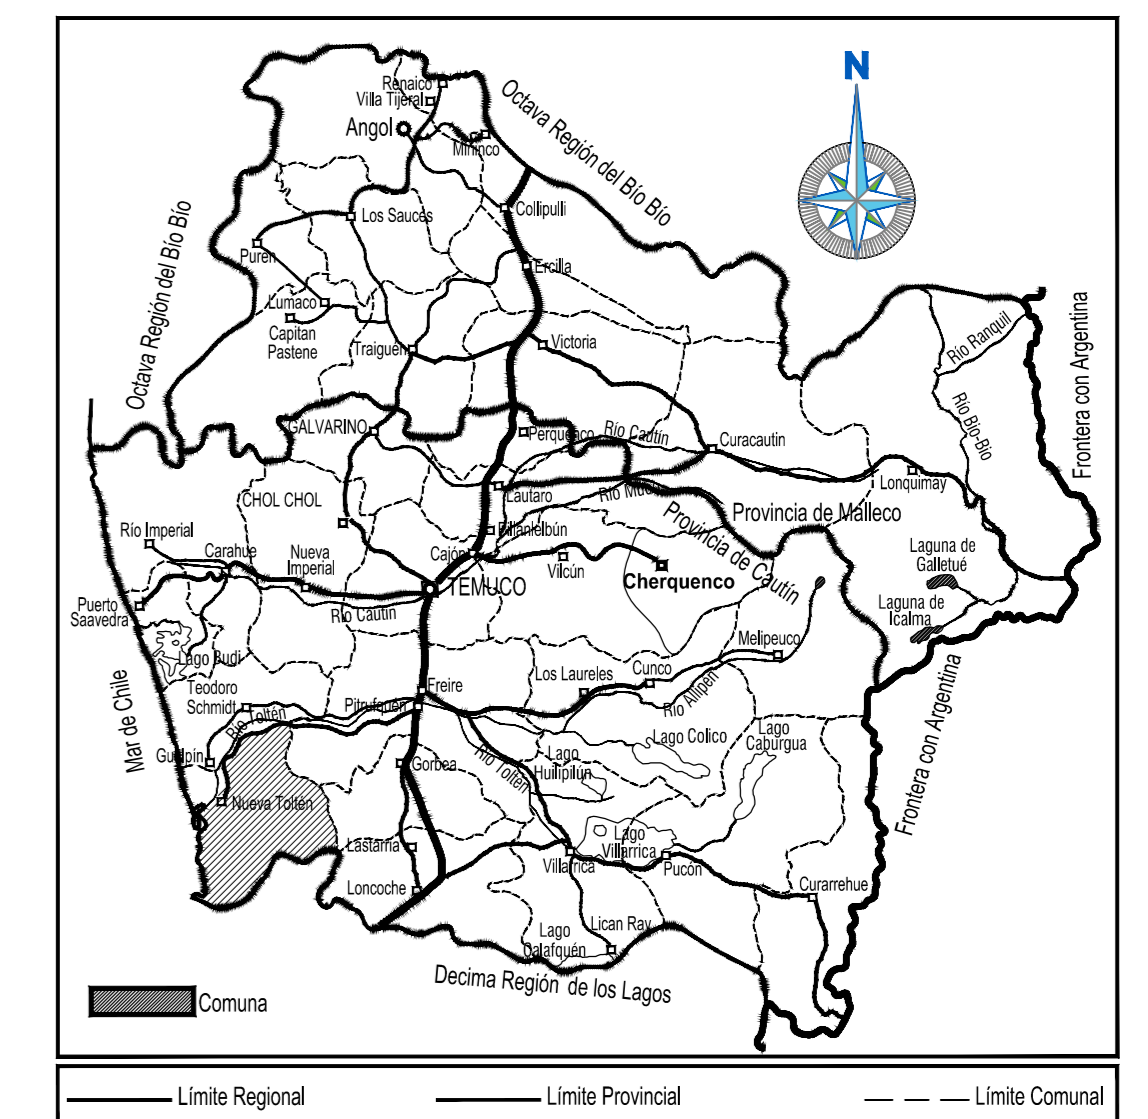 N
Renaico
Villa Tijeral
Angol
Mininco
Octava Región del Bío Bío
Collipulli
Los Sauces
Octava Región del Bío Bío
Purén
Ercilla
Lumaco
Capitan
Pastene
Traiguén
Victoria
Río Ranquil
Frontera con Argentina
Río Bio-Bío
GALVARINO
Perquenco
Río Cautín
Curacautin
Lonquimay
CHOL CHOL
Lautaro
Río Muco
Provincia de Malleco
Provincia de Cautín
Río Imperial
Pillanlelbún
Carahue
Nueva
Imperial
Cajón
Vilcún
Cherquenco
Laguna de
Galletué
Laguna de
Icalma
TEMUCO
Puerto
Saavedra
Río Cautín
Melipeuco
Lago Budi
Los Laureles
Cunco
Mar de Chile
Teodoro
Schmidt
Freire
Pitrufquén
Río Allipén
Río Toltén
Frontera con Argentina
Lago Colico
Lago
Caburgua
Gualpín
Gorbea
Río Toltén
Lago
Huilipilún
Nueva Toltén
Lastarria
Lago
Villarrica
Villarrica
Pucón
Loncoche
Curarrehue
Lican Ray
Lago
Calafquén
Decima Región de los Lagos
Comuna
Límite Regional
Límite Provincial
Límite Comunal